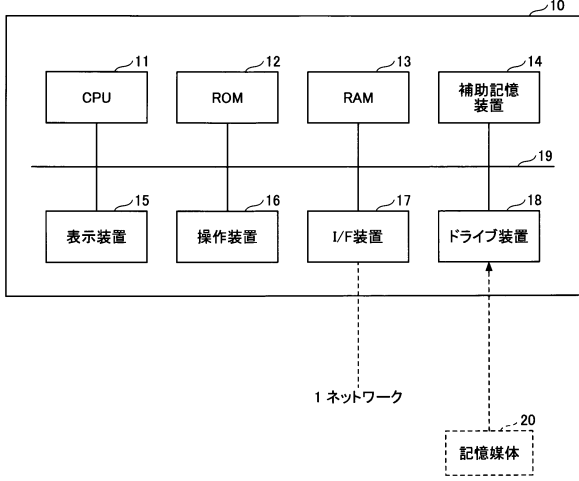 10
11
12
13
14
CPU
ROM
RAM
補助記憶
装置
19
15
16
17
18
表示装置
操作装置
I/F装置
ドライブ装置
1 ネットワーク
20
記憶媒体